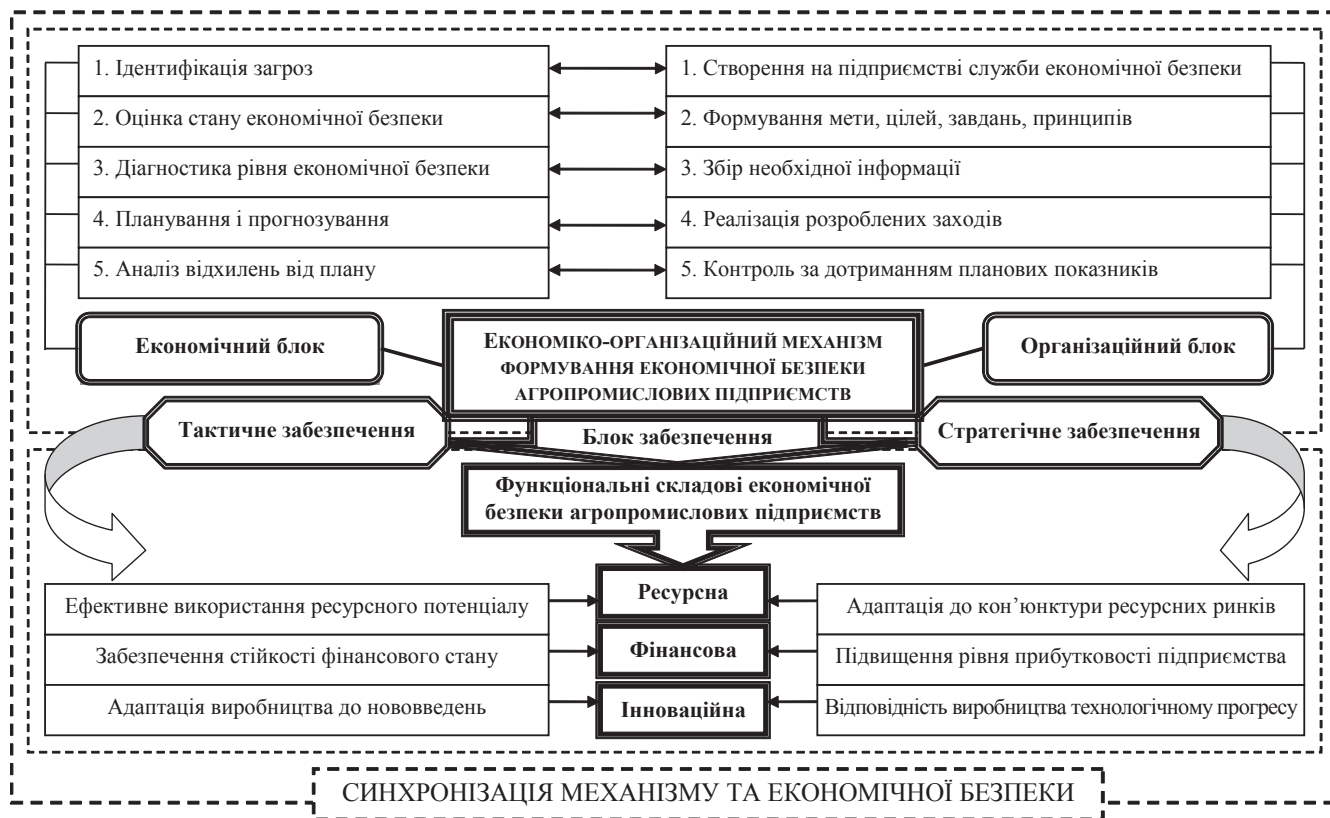 1. Ідентифікація загроз
2. Оцінка стану економічної безпеки
3. Діагностика рівня економічної безпеки
4. Планування і прогнозування
5. Аналіз відхилень від плану
1. Створення на підприємстві служби економічної безпеки
2. Формування мети, цілей, завдань, принципів
3. Збір необхідної інформації
4. Реалізація розроблених заходів
5. Контроль за дотриманням планових показників
Економічний блок
ЕКОНОМІКО-ОРГАНІЗАЦІЙНИЙ МЕХАНІЗМ
ФОРМУВАННЯ ЕКОНОМІЧНОЇ БЕЗПЕКИ
АГРОПРОМИСЛОВИХ ПІДПРИЄМСТВ
Організаційний блок
Тактичне забезпечення
Блок забезпечення
Стратегічне забезпечення
Функціональні складові економічної
безпеки агропромислових підприємств
Ефективне використання ресурсного потенціалу
Забезпечення стійкості фінансового стану
Адаптація виробництва до нововведень
Ресурсна
Фінансова
Інноваційна
Адаптація до кон’юнктури ресурсних ринків
Підвищення рівня прибутковості підприємства
Відповідність виробництва технологічному прогресу
СИНХРОНІЗАЦІЯ МЕХАНІЗМУ ТА ЕКОНОМІЧНОЇ БЕЗПЕКИ